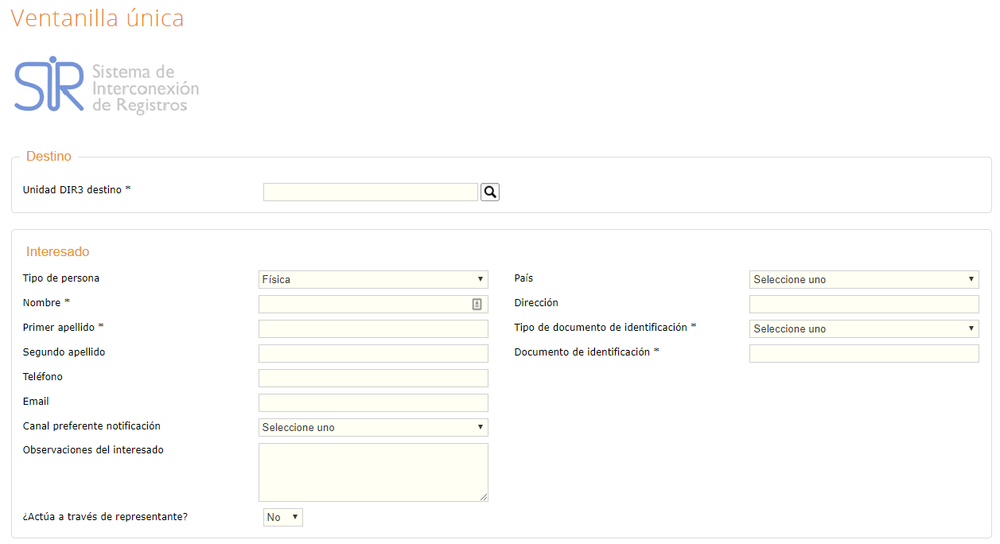 Ventanilla única
SIR
Sistema de
Interconexión
de Registros
Destino
Unidad DIR3 destino *
Interesado
Tipo de persona
Física
País
Seleccione uno
Nombre *
Dirección
Primer apellido *
Tipo de documento de identificación *
Seleccione uno
Segundo apellido
Documento de identificación *
Teléfono
Email
Canal preferente notificación
Seleccione uno
Observaciones del interesado
¿Actúa a través de representante?
No